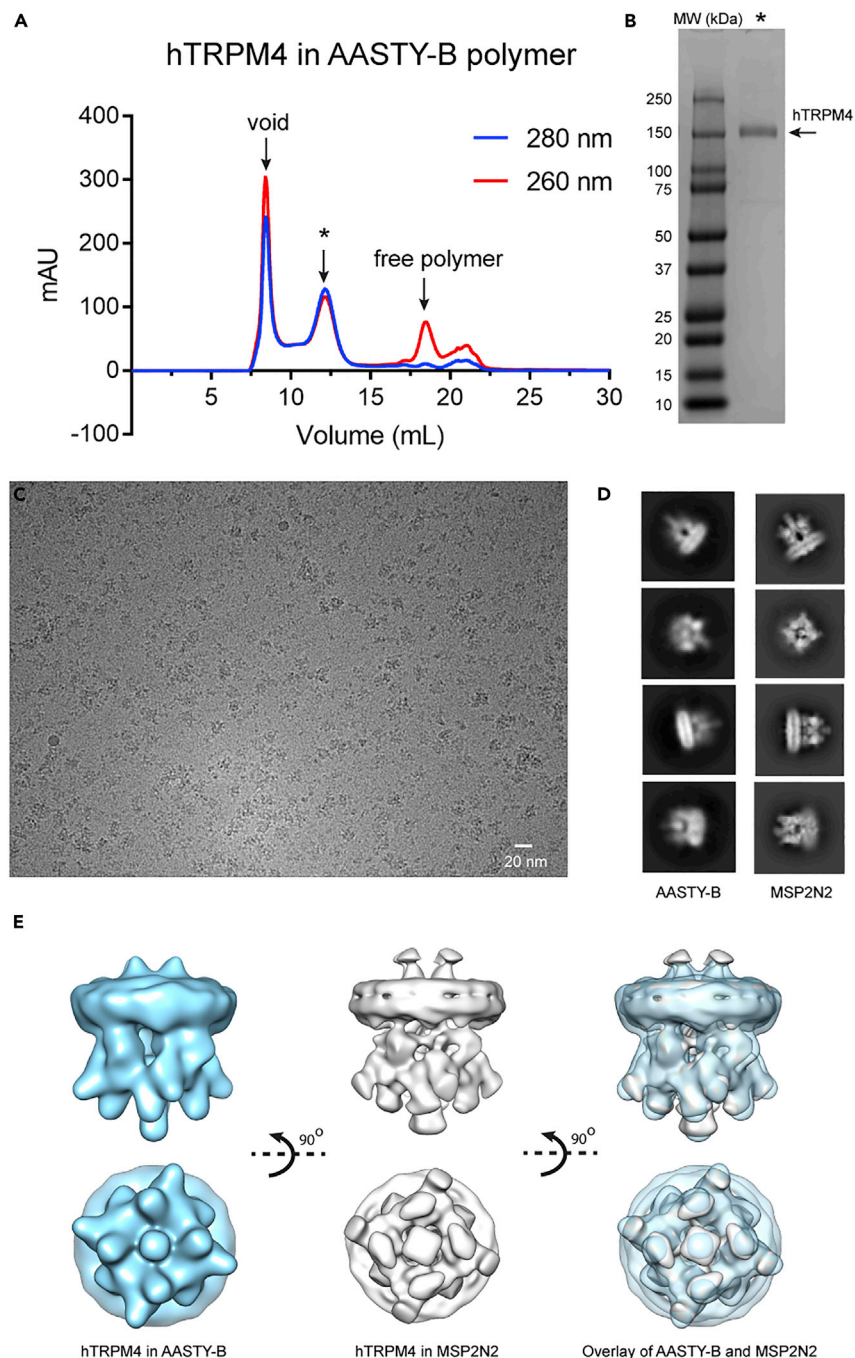 A
hTRPM4 in AASTY-B polymer
400
300
200
100
0
-100
mAU
void
*
free polymer
280 nm
260 nm
5
10
15
20
25
30
Volume (mL)
B
MW (kDa)
*
250
150
100
75
50
37
25
20
15
10
hTRPM4
C
20 nm
D
AASTY-B
MSP2N2
E
90o
90o
hTRPM4 in AASTY-B
hTRPM4 in MSP2N2
Overlay of AASTY-B and MSP2N2